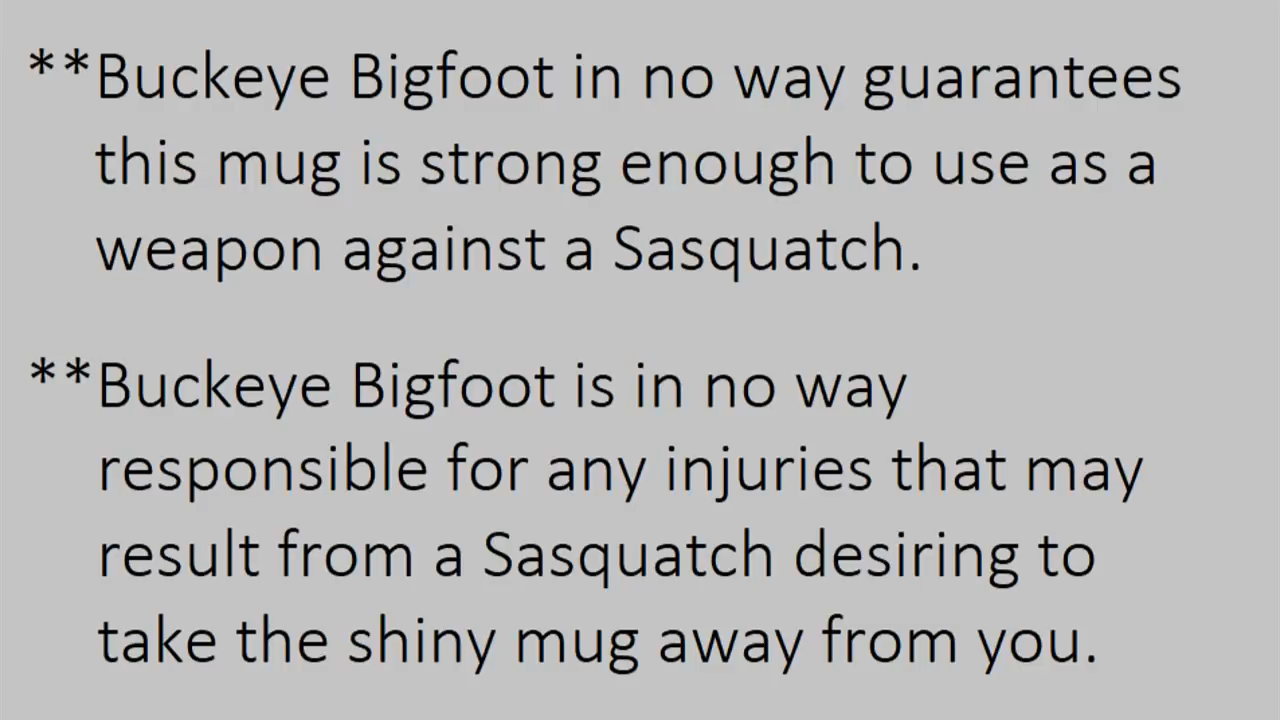 **Buckeye Bigfoot in no way guarantees
this mug is strong enough to use as a
weapon against a Sasquatch.
**Buckeye Bigfoot is in no way
responsible for any injuries that may
result from a Sasquatch desiring to
take the shiny mug away from you.